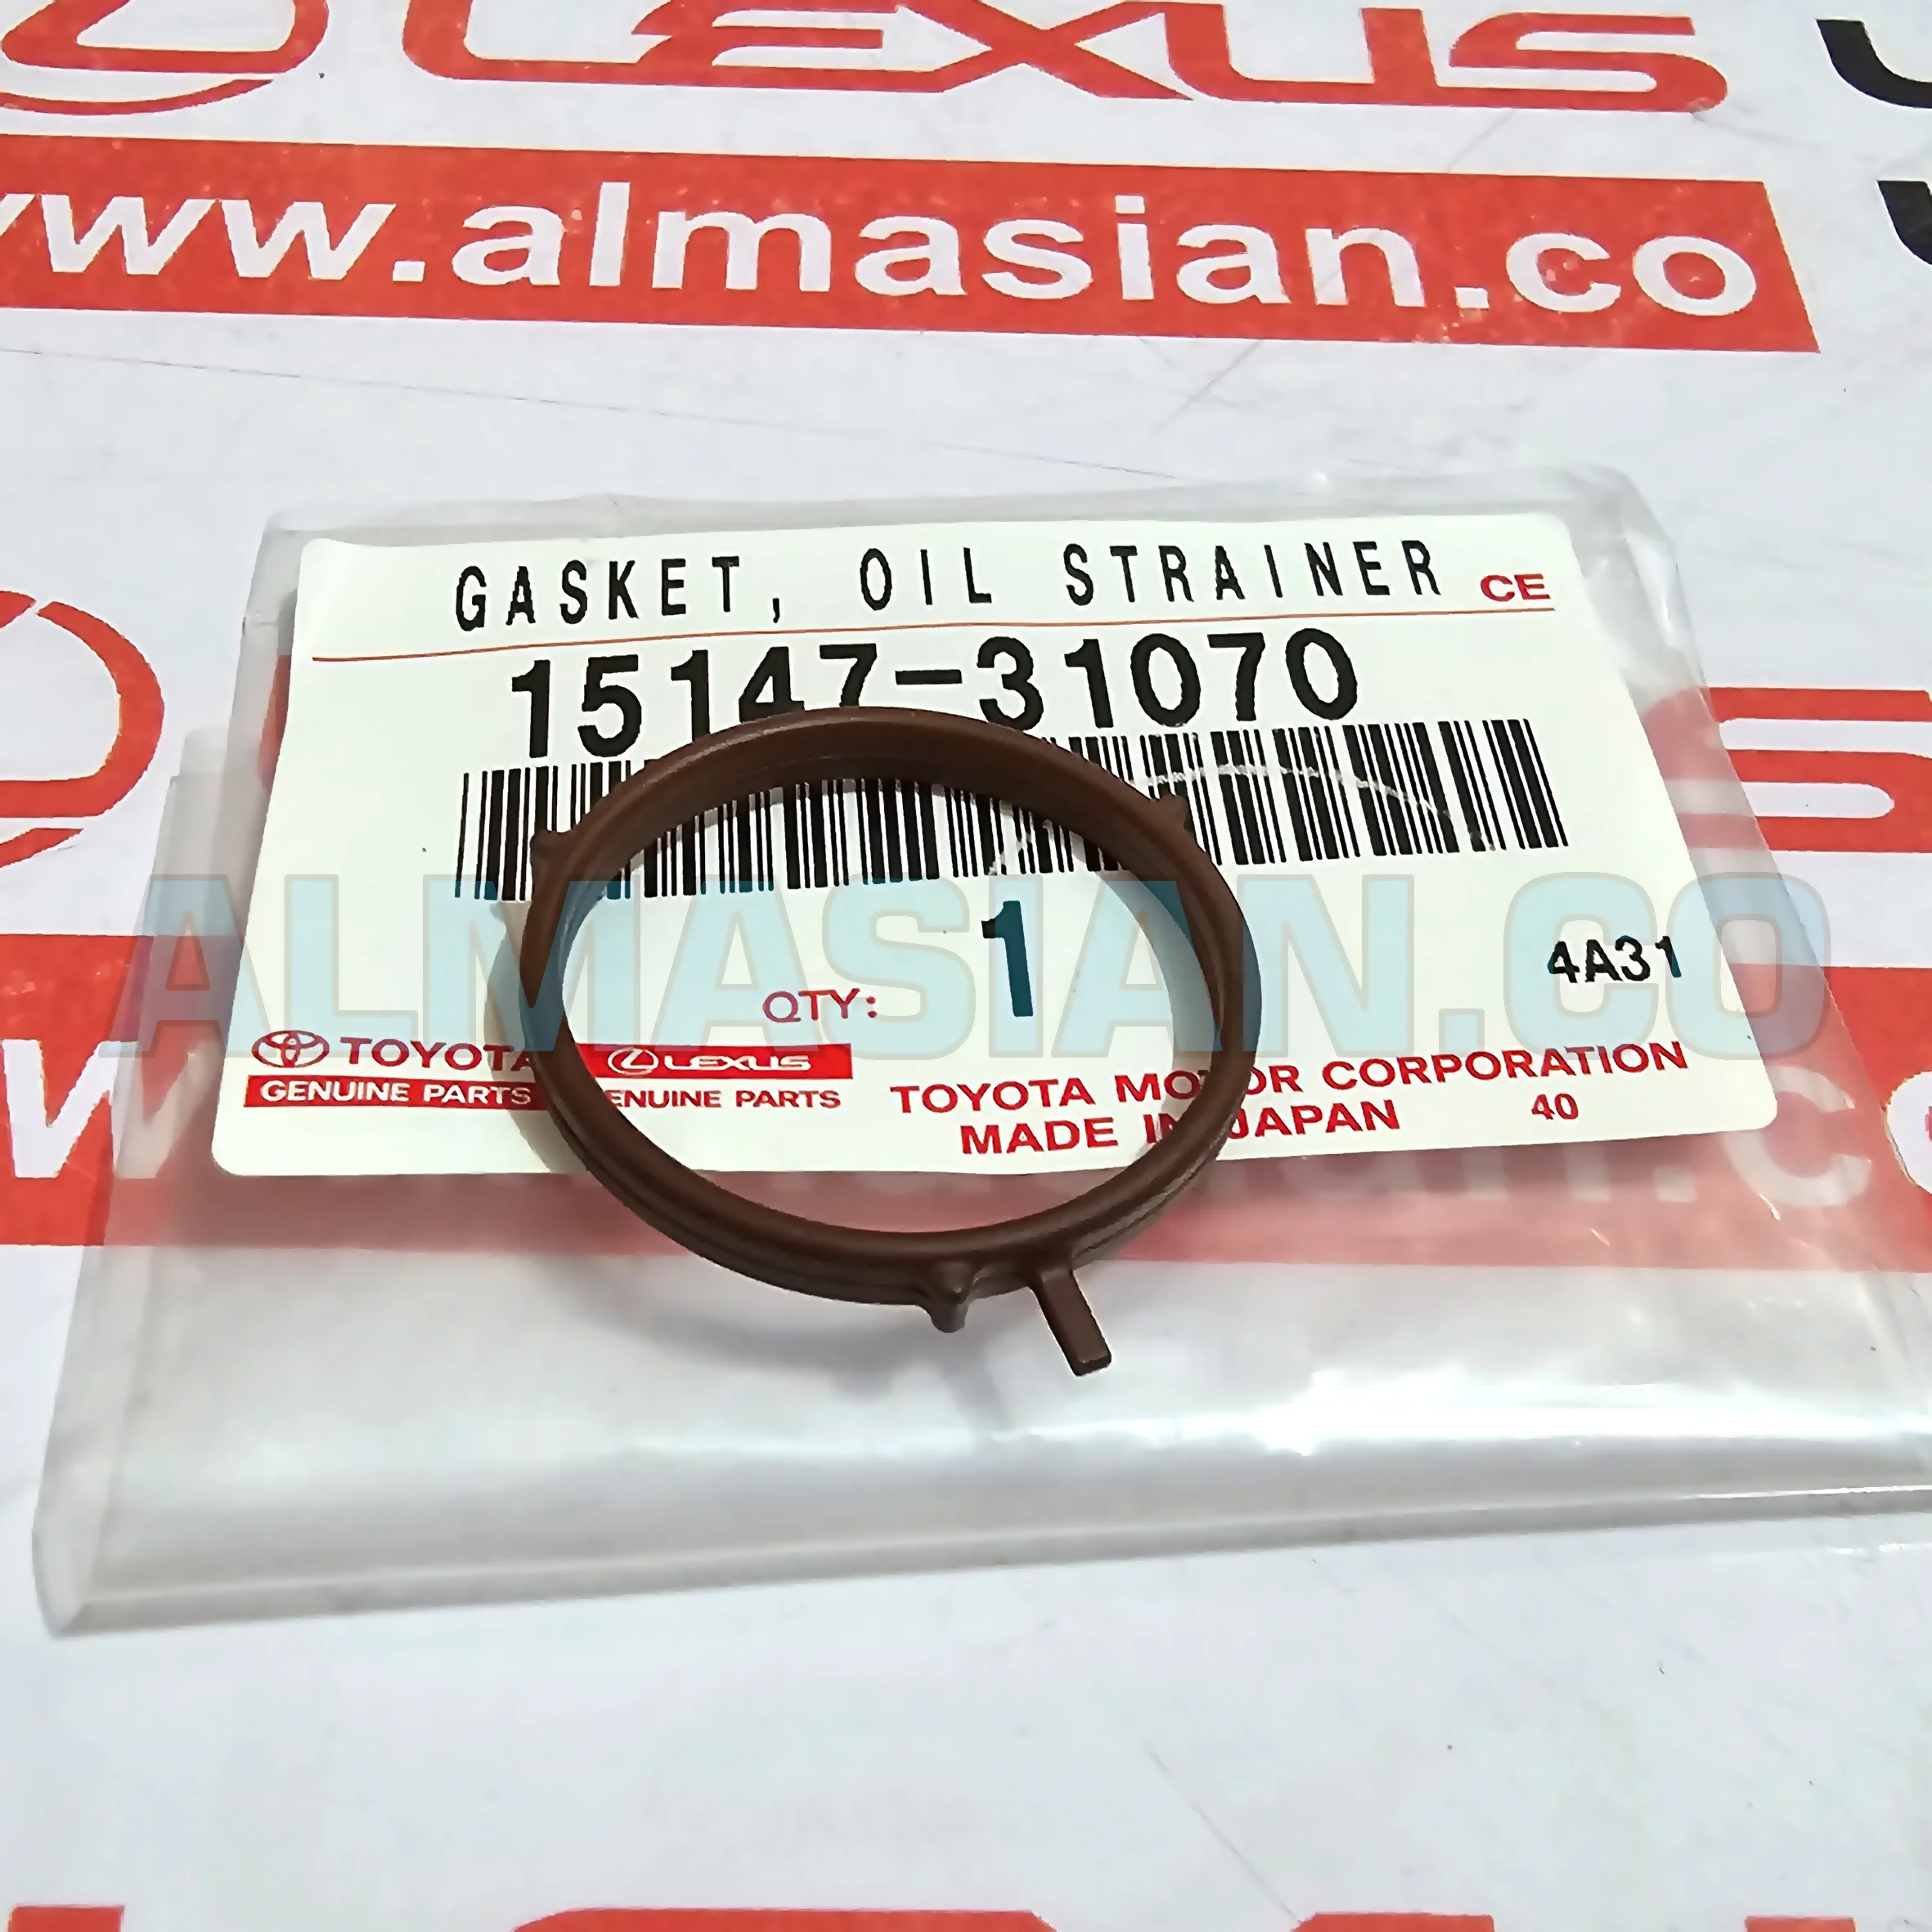 LEXUS
www.almasian.co
GASKET, OIL STRAINER CE
15147-31070
QTY: 1 4A31
ALMASIAN.CO
TOYOTA
GENUINE PARTS
LEXUS
GENUINE PARTS
TOYOTA MOTOR CORPORATION
MADE IN JAPAN 40